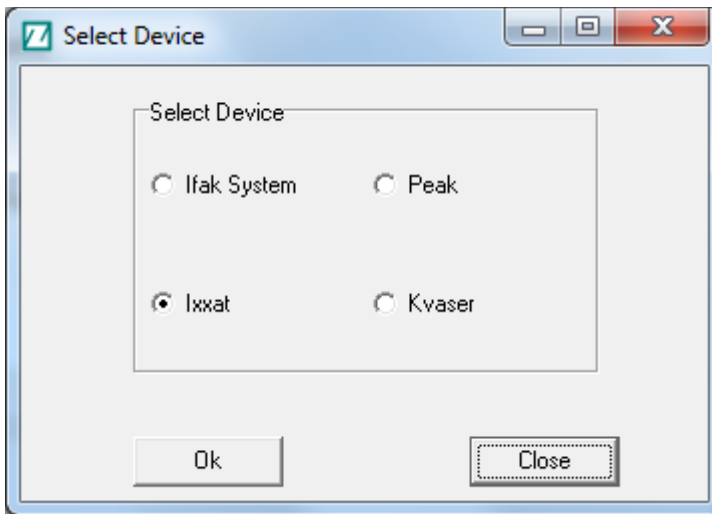 Select Device
Select Device
Ifak System Peak
Ixxat Kvaser
Ok Close